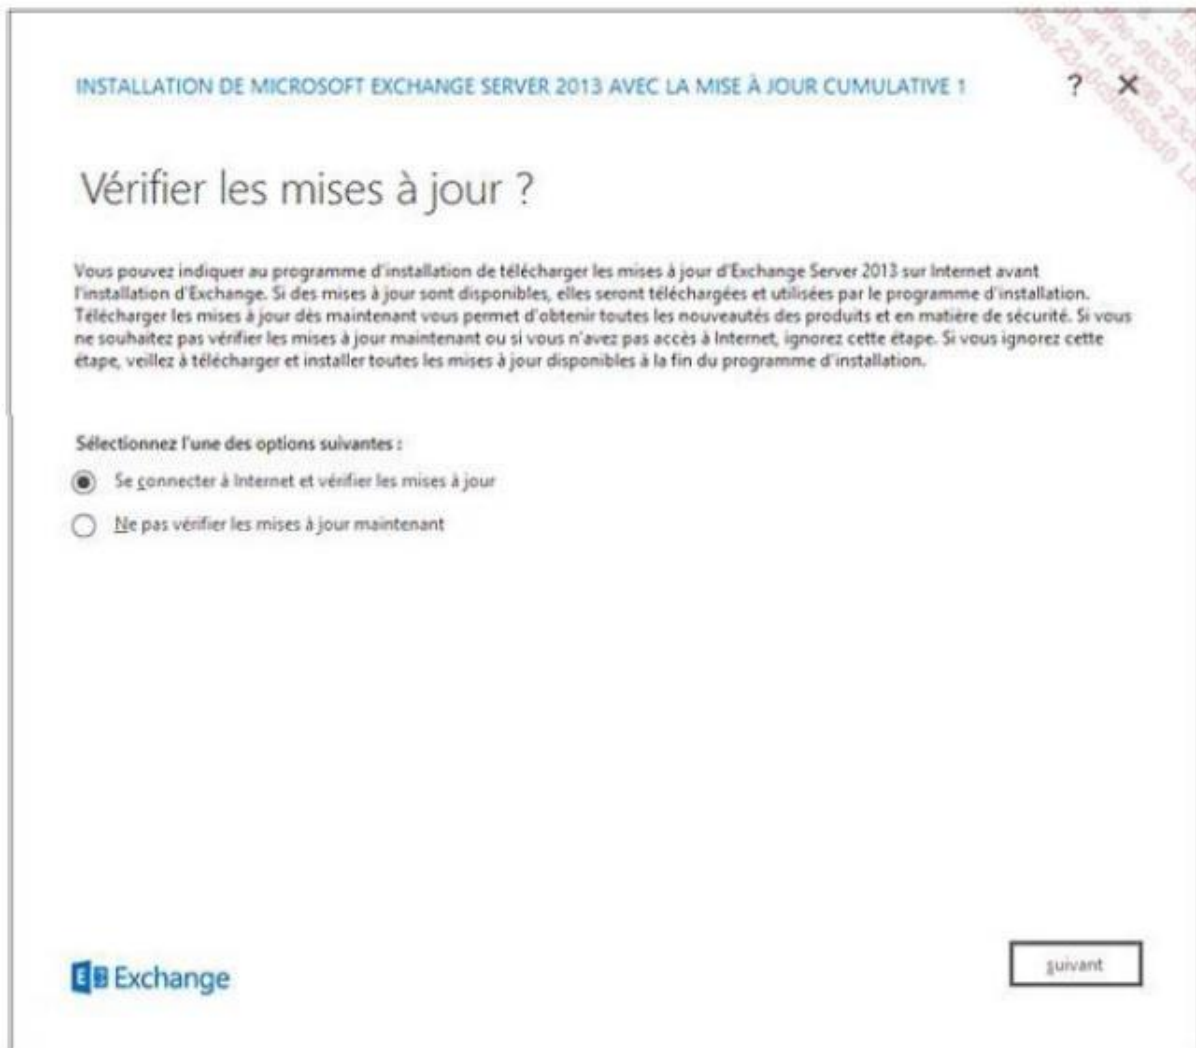 INSTALLATION DE MICROSOFT EXCHANGE SERVER 2013 AVEC LA MISE À JOUR CUMULATIVE 1
?
Vérifier les mises à jour ?
Vous pouvez indiquer au programme d'installation de télécharger les mises à jour d'Exchange Server 2013 sur Internet avant
l'installation d'Exchange. Si des mises à jour sont disponibles, elles seront téléchargées et utilisées par le programme d'installation.
Télécharger les mises à jour dès maintenant vous permet d'obtenir toutes les nouveautés des produits et en matière de sécurité. Si vous
ne souhaitez pas vérifier les mises à jour maintenant ou si vous n'avez pas accès à Internet, ignorez cette étape. Si vous ignorez cette
étape, veillez à télécharger et installer toutes les mises à jour disponibles à la fin du programme d'installation.
Sélectionnez l'une des options suivantes :
Se connecter à Internet et vérifier les mises à jour
Ne pas vérifier les mises à jour maintenant
Exchange
suivant